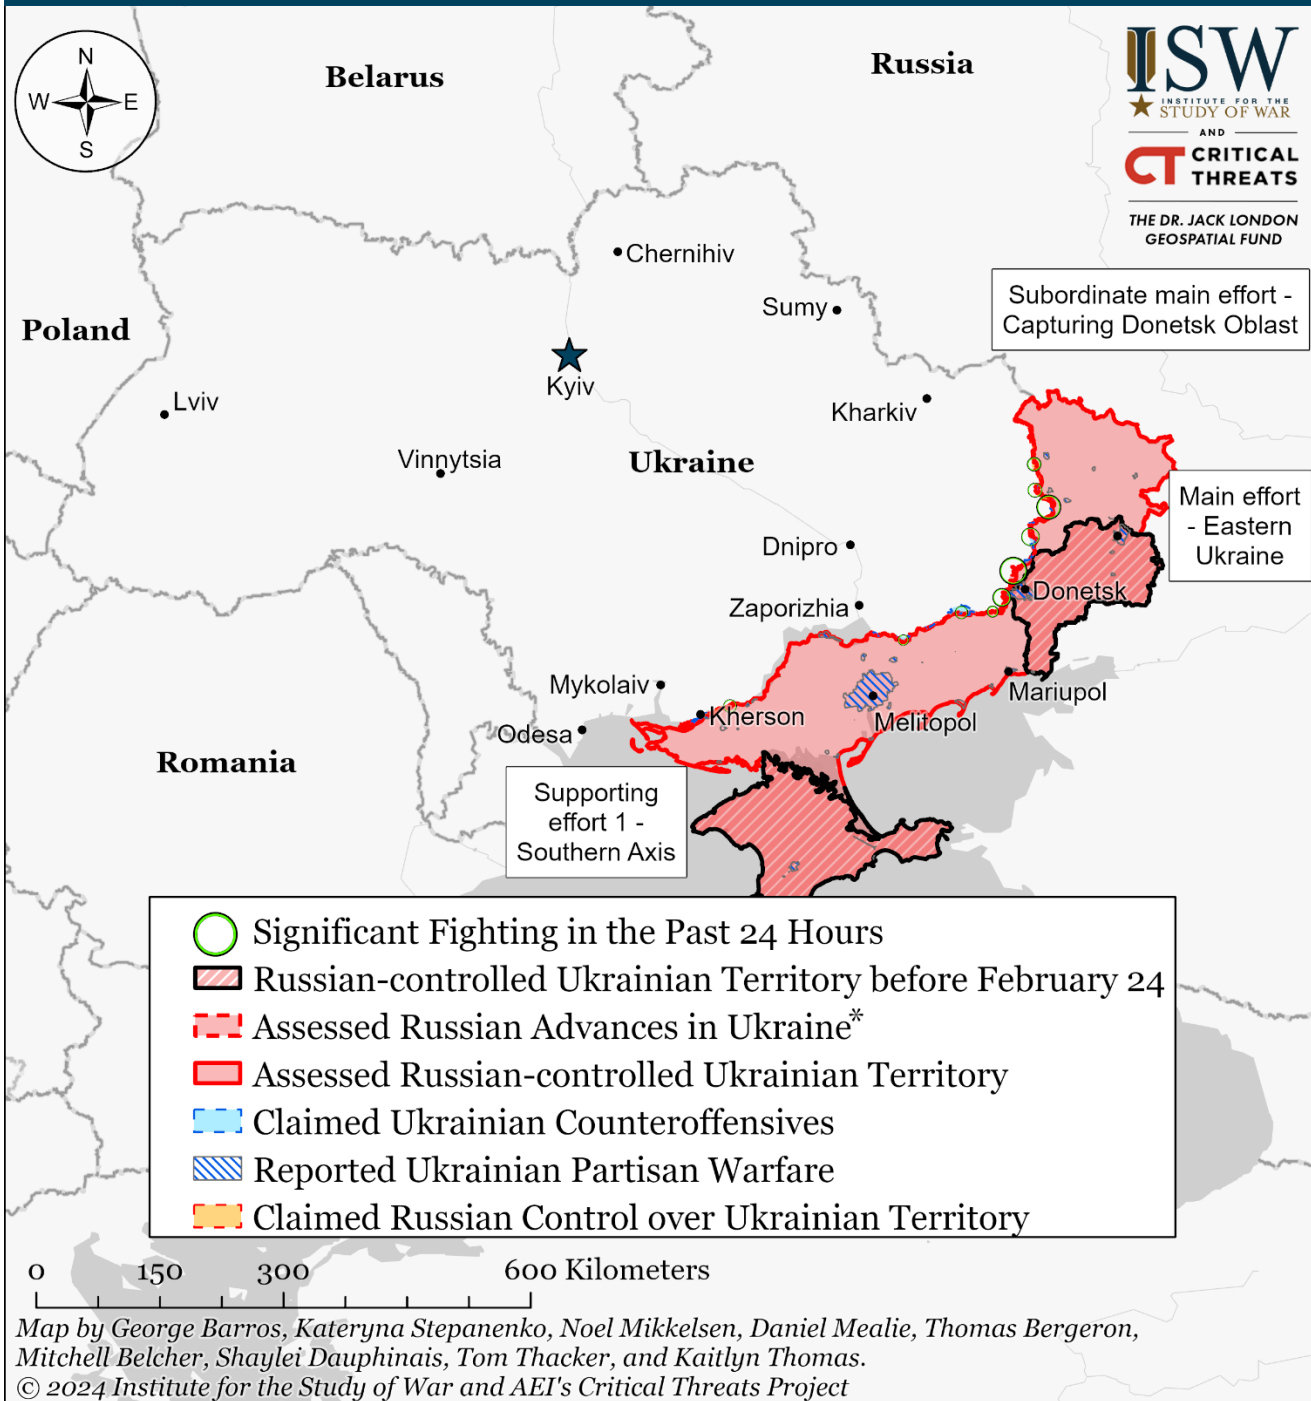 N
W
E
S
Belarus
Russia
ISW
INSTITUTE FOR THE
STUDY OF WAR
AND
CT CRITICAL
THREATS
THE DR. JACK LONDON
GEOSPATIAL FUND
Chernihiv
Sumy
Subordinate main effort -
Capturing Donetsk Oblast
Poland
Kyiv
Lviv
Kharkiv
Vinnytsia
Ukraine
Main effort
- Eastern
Ukraine
Dnipro
Donetsk
Zaporizhia
Mykolaiv
Mariupol
Kherson
Melitopol
Odesa
Romania
Supporting
effort 1 -
Southern Axis
Significant Fighting in the Past 24 Hours
Russian-controlled Ukrainian Territory before February 24
Assessed Russian Advances in Ukraine*
Assessed Russian-controlled Ukrainian Territory
Claimed Ukrainian Counteroffensives
Reported Ukrainian Partisan Warfare
Claimed Russian Control over Ukrainian Territory
0 150 300 600 Kilometers
Map by George Barros, Kateryna Stepanenko, Noel Mikkelsen, Daniel Mealie, Thomas Bergeron,
Mitchell Belcher, Shaylei Dauphinais, Tom Thacker, and Kaitlyn Thomas.
© 2024 Institute for the Study of War and AEI's Critical Threats Project